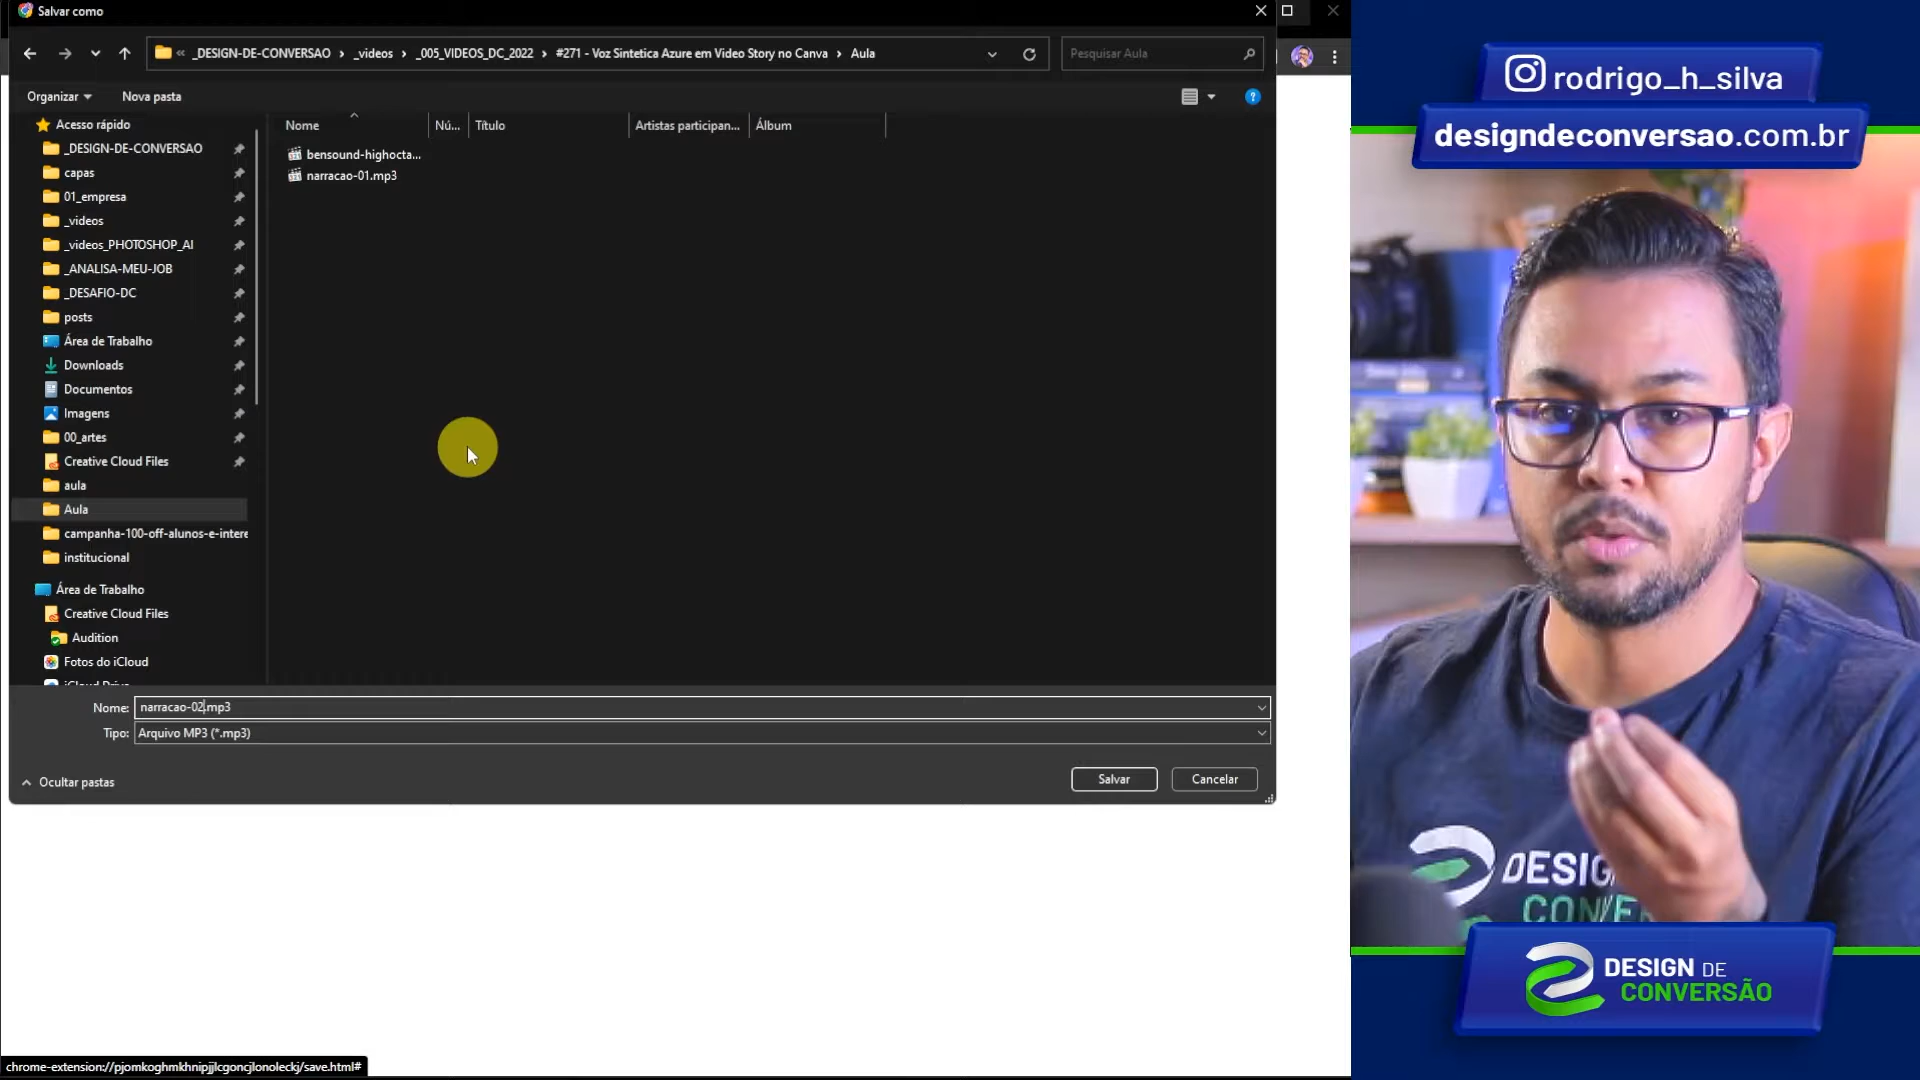 Salvar como
« _DESIGN-DE-CONVERSAO › _videos › _005_VIDEOS_DC_2022 › #271 - Voz Sintetica Azure em Video Story no Canva › Aula
Pesquisar Aula
Organizar
Nova pasta
Nome
Nú...
Título
Artistas participan...
Álbum
bensound-highocta...
narracao-01.mp3
Acesso rápido
_DESIGN-DE-CONVERSAO
capas
01_empresa
_videos
_videos_PHOTOSHOP_AI
_ANALISA-MEU-JOB
_DESAFIO-DC
posts
Área de Trabalho
Downloads
Documentos
Imagens
00_artes
Creative Cloud Files
aula
Aula
campanha-100-off-alunos-e-intere
institucional
Área de Trabalho
Creative Cloud Files
Audition
Fotos do iCloud
iCloud Drive
Nome: narracao-02.mp3
Tipo: Arquivo MP3 (*.mp3)
Ocultar pastas
Salvar
Cancelar
chrome-extension://pjomkoghmkhnipjjlcgoncjlonoleckj/save.html#
rodrigo_h_silva
designdeconversao.com.br
DESIG
CONVE
DESIGN DE
CONVERSÃO